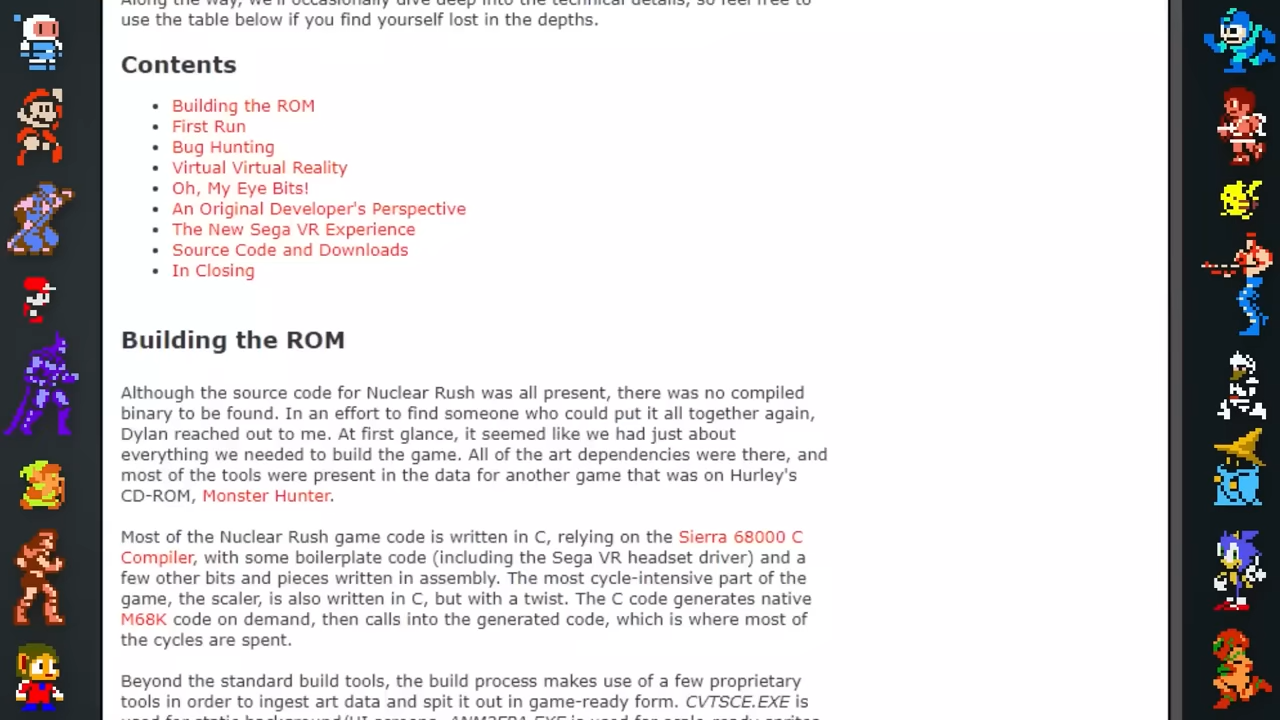 Along the way, we'll occasionally dive deep into the technical details, so feel free to
use the table below if you find yourself lost in the depths.
Contents
• Building the ROM
• First Run
• Bug Hunting
• Virtual Virtual Reality
• Oh, My Eye Bits!
• An Original Developer's Perspective
• The New Sega VR Experience
• Source Code and Downloads
• In Closing
Building the ROM
Although the source code for Nuclear Rush was all present, there was no compiled
binary to be found. In an effort to find someone who could put it all together again,
Dylan reached out to me. At first glance, it seemed like we had just about
everything we needed to build the game. All of the art dependencies were there, and
most of the tools were present in the data for another game that was on Hurley's
CD-ROM, Monster Hunter.
Most of the Nuclear Rush game code is written in C, relying on the Sierra 68000 C
Compiler, with some boilerplate code (including the Sega VR headset driver) and a
few other bits and pieces written in assembly. The most cycle-intensive part of the
game, the scaler, is also written in C, but with a twist. The C code generates native
M68K code on demand, then calls into the generated code, which is where most of
the cycles are spent.
Beyond the standard build tools, the build process makes use of a few proprietary
tools in order to ingest art data and spit it out in game-ready form. CVTSCE.EXE is
used for static background/UI screens, is used for scale-ready sprites